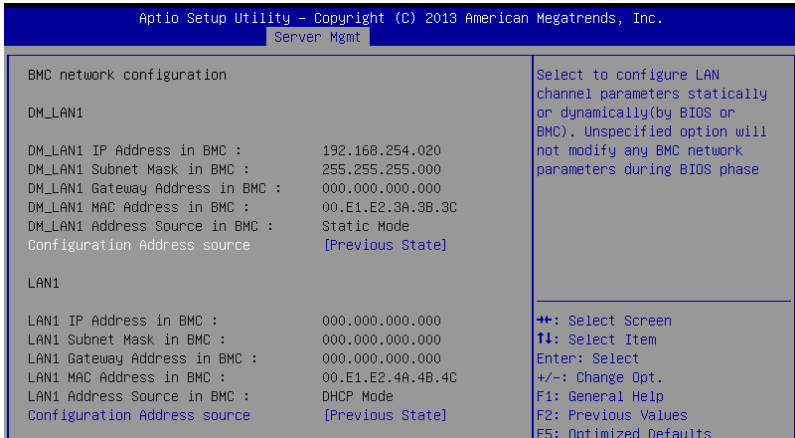 Aptio Setup Utility – Copyright (C) 2013 American Megatrends, Inc.
Server Mgmt
BMC network configuration
DM_LAN1
DM_LAN1 IP Address in BMC : 192.168.254.020
DM_LAN1 Subnet Mask in BMC : 255.255.255.000
DM_LAN1 Gateway Address in BMC : 000.000.000.000
DM_LAN1 MAC Address in BMC : 00.E1.E2.3A.3B.3C
DM_LAN1 Address Source in BMC : Static Mode
Configuration Address source [Previous State]
LAN1
LAN1 IP Address in BMC : 000.000.000.000
LAN1 Subnet Mask in BMC : 000.000.000.000
LAN1 Gateway Address in BMC : 000.000.000.000
LAN1 MAC Address in BMC : 00.E1.E2.4A.4B.4C
LAN1 Address Source in BMC : DHCP Mode
Configuration Address source [Previous State]
Select to configure LAN
channel parameters statically
or dynamically(by BIOS or
BMC). Unspecified option will
not modify any BMC network
parameters during BIOS phase
→←: Select Screen
↑↓: Select Item
Enter: Select
+/-: Change Opt.
F1: General Help
F2: Previous Values
F5: Optimized Defaults